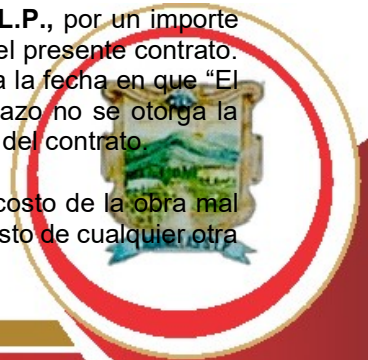 L.P., por un importe
el presente contrato.
a la fecha en que “El
azo no se otorga la
del contrato.
costo de la obra mal
sto de cualquier otra